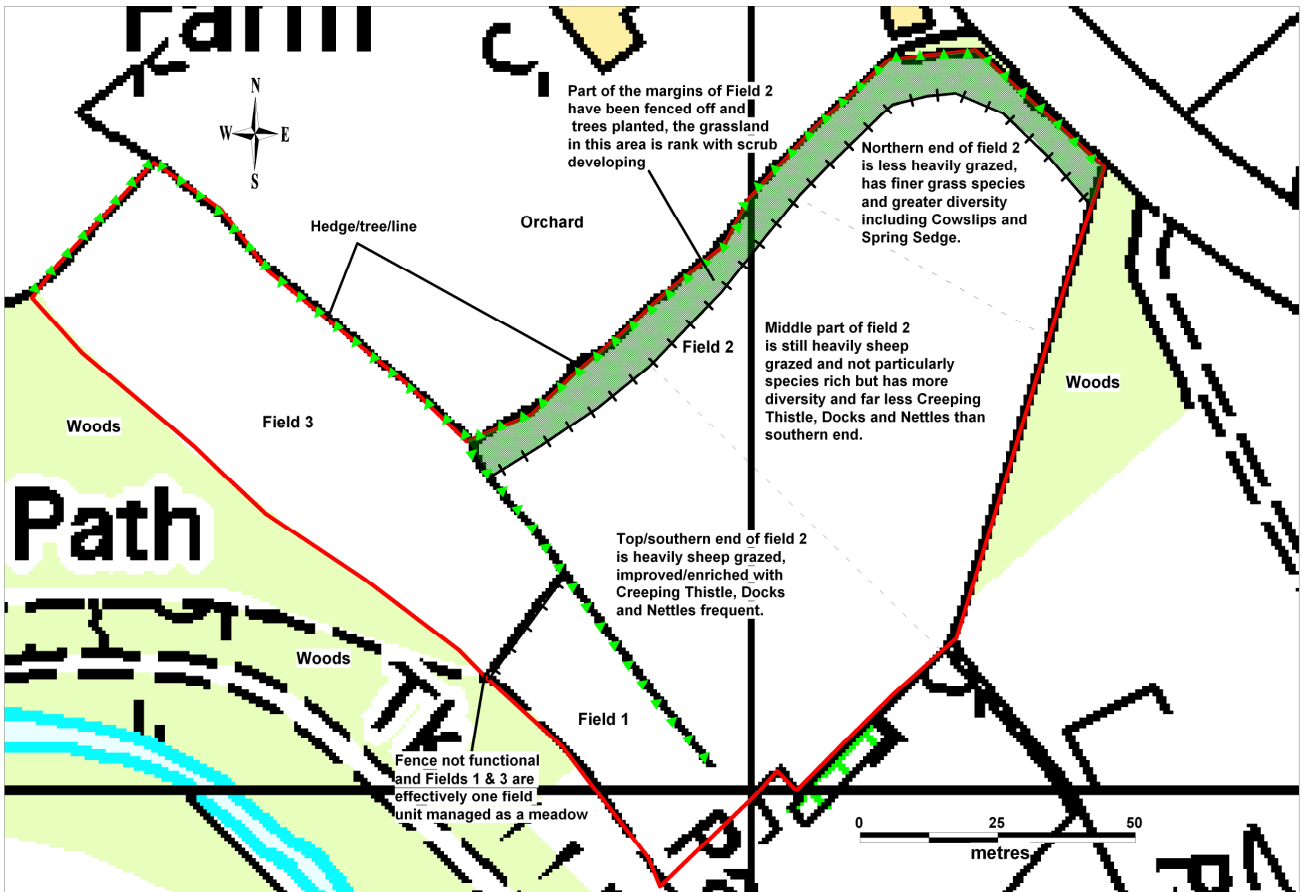 Farm
N
W E
S
Part of the margins of Field 2
have been fenced off and
trees planted, the grassland
in this area is rank with scrub
developing
Northern end of field 2
is less heavily grazed,
has finer grass species
and greater diversity
including Cowslips and
Spring Sedge.
Hedge/tree/line
Orchard
Field 2
Middle part of field 2
is still heavily sheep
grazed and not particularly
species rich but has more
diversity and far less Creeping
Thistle, Docks and Nettles than
southern end.
Woods
Woods
Field 3
Path
Top/southern end of field 2
is heavily sheep grazed,
improved/enriched with
Creeping Thistle, Docks
and Nettles frequent.
Woods
Tk
Field 1
Fence not functional
and Fields 1 & 3 are
effectively one field
unit managed as a meadow
0 25 50
metres